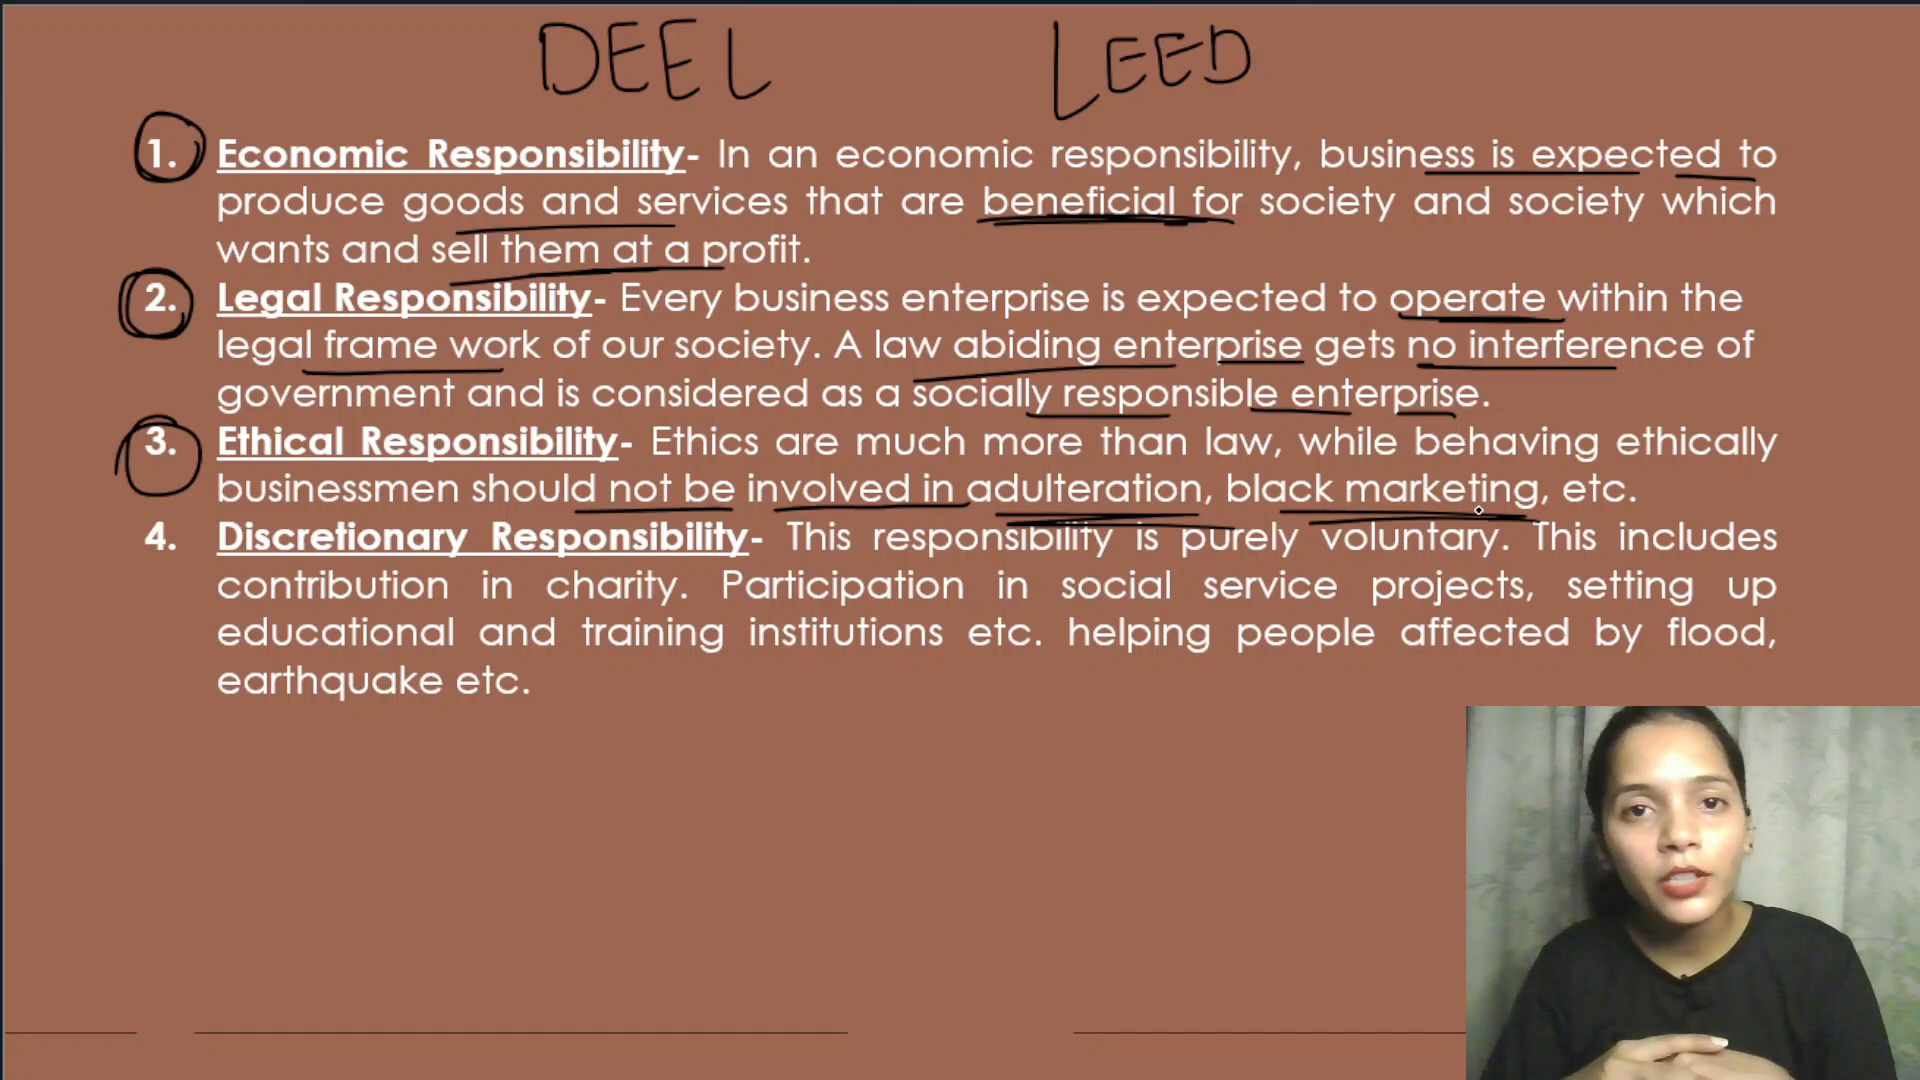 DEEL LEED
1. Economic Responsibility- In an economic responsibility, business is expected to
produce goods and services that are beneficial for society and society which
wants and sell them at a profit.
2. Legal Responsibility- Every business enterprise is expected to operate within the
legal frame work of our society. A law abiding enterprise gets no interference of
government and is considered as a socially responsible enterprise.
3. Ethical Responsibility- Ethics are much more than law, while behaving ethically
businessmen should not be involved in adulteration, black marketing, etc.
4. Discretionary Responsibility- This responsibility is purely voluntary. This includes
contribution in charity. Participation in social service projects, setting up
educational and training institutions etc. helping people affected by flood,
earthquake etc.